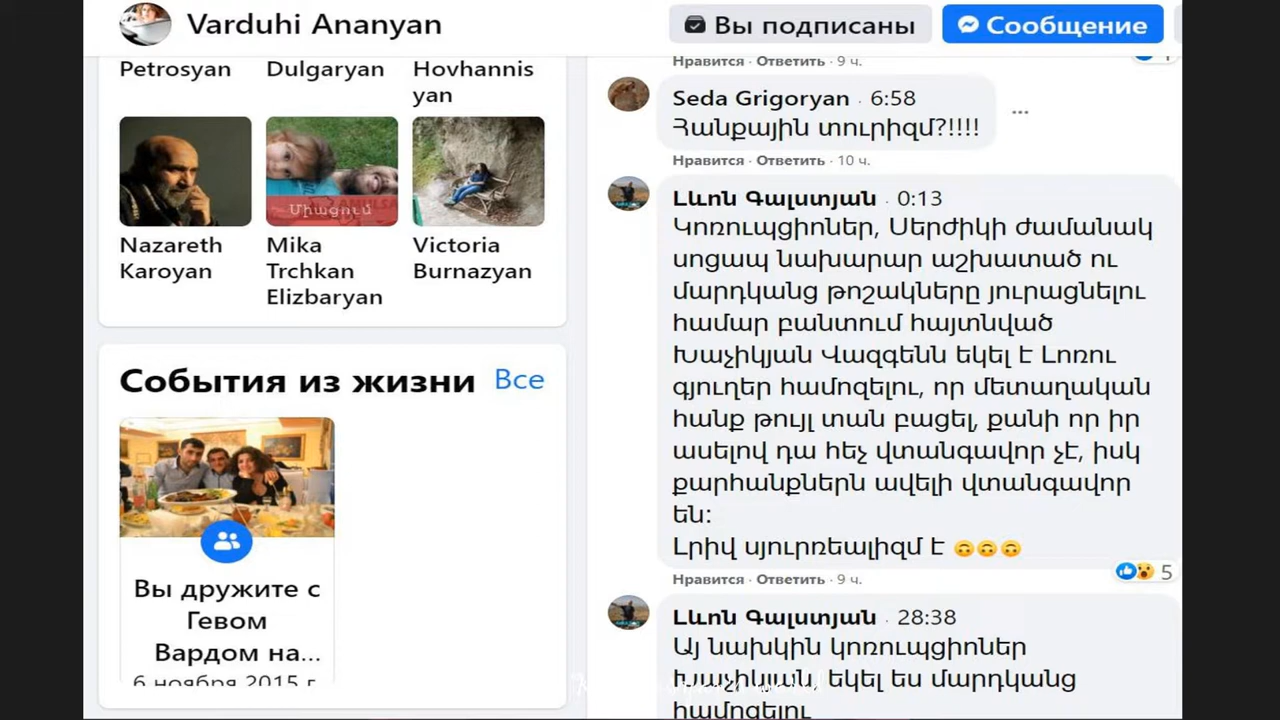 Varduhi Ananyan
Вы подписаны
Сообщение
Petrosyan
Dulgaryan
Hovhannis
yan
Միացում
Nazareth
Karoyan
Mika
Trchkan
Elizbaryan
Victoria
Burnazyan
События из жизни
Все
Вы дружите с
Гевом
Вардом на...
6 ноября 2015 г.
Нравится · Ответить · 9 ч.
Seda Grigoryan · 6:58
Հանքային տուրիզմ?!!!!
Нравится · Ответить · 10 ч.
Լևոն Գալստյան · 0:13
Կոռուպցիոներ, Սերժիկի ժամանակ
սոցապ նախարար աշխատած ու
մարդկանց թոշակները յուրացնելու
համար բանտում հայտնված
Խաչիկյան Վազգենն եկել է Լոռու
գյուղեր համոզելու, որ մետաղական
հանք թույլ տան բացել, քանի որ իր
ասելով դա հեչ վտանգավոր չէ, իսկ
քարհանքներն ավելի վտանգավոր
են:
Լրիվ սյուրռեալիզմ է 🙃🙃🙃
5
Нравится · Ответить · 9 ч.
Լևոն Գալստյան · 28:38
Այ նախկին կոռուպցիոներ
Խաչիկյան, եկել ես մարդկանց
համոզելու